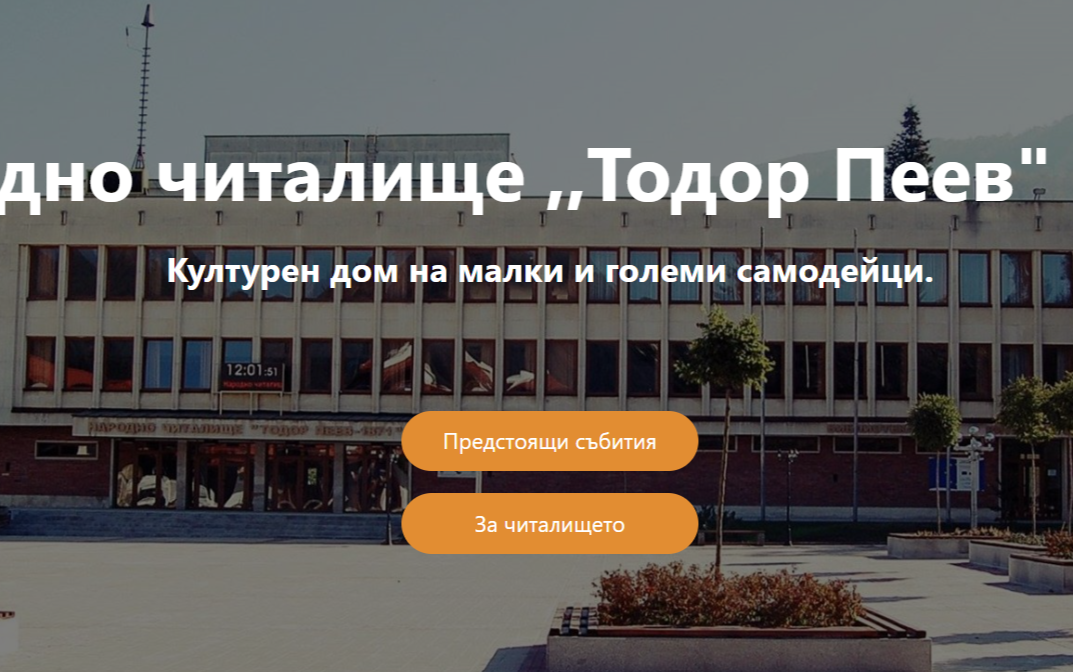 дно читалище ,,Тодор Пеев"
Културен дом на малки и големи самодейци.
12:01:51
Народно читалищ
НАРОДНО ЧИТАЛИЩЕ "ТОДОР ПЕЕВ-1871"
Предстоящи събития
За читалището